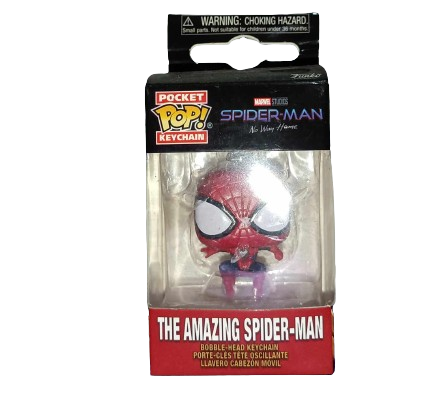 WARNING: CHOKING HAZARD.
Small parts. Not suitable for children under 36 months.
Funko
POCKET
POP!
KEYCHAIN
MARVEL STUDIOS
SPIDER-MAN
No Way Home
THE AMAZING SPIDER-MAN
BOBBLE-HEAD KEYCHAIN
PORTE-CLÉS TÊTE OSCILLANTE
LLAVERO CABEZÓN MÓVIL